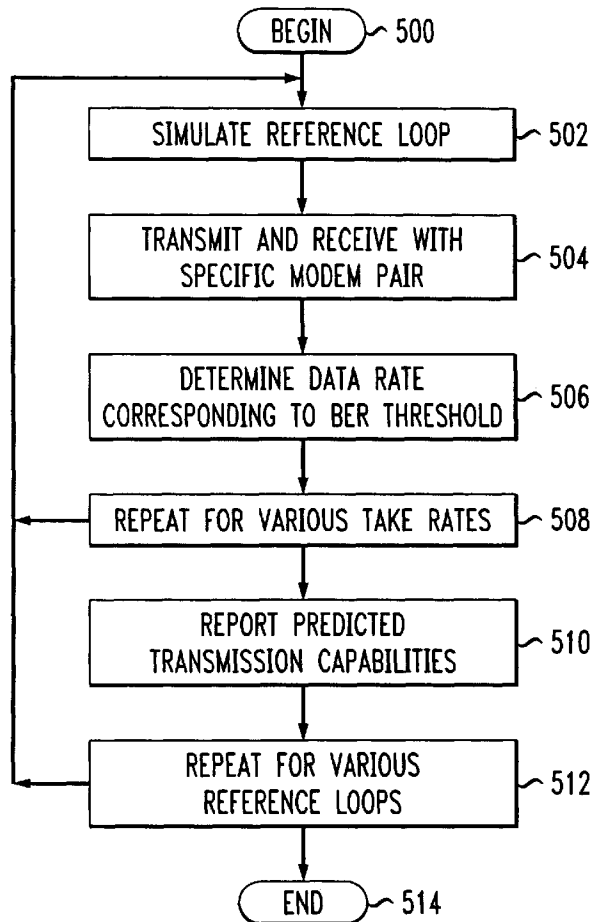 BEGIN 500
SIMULATE REFERENCE LOOP 502
TRANSMIT AND RECEIVE WITH
SPECIFIC MODEM PAIR 504
DETERMINE DATA RATE
CORRESPONDING TO BER THRESHOLD 506
REPEAT FOR VARIOUS TAKE RATES 508
REPORT PREDICTED
TRANSMISSION CAPABILITIES 510
REPEAT FOR VARIOUS
REFERENCE LOOPS 512
END 514